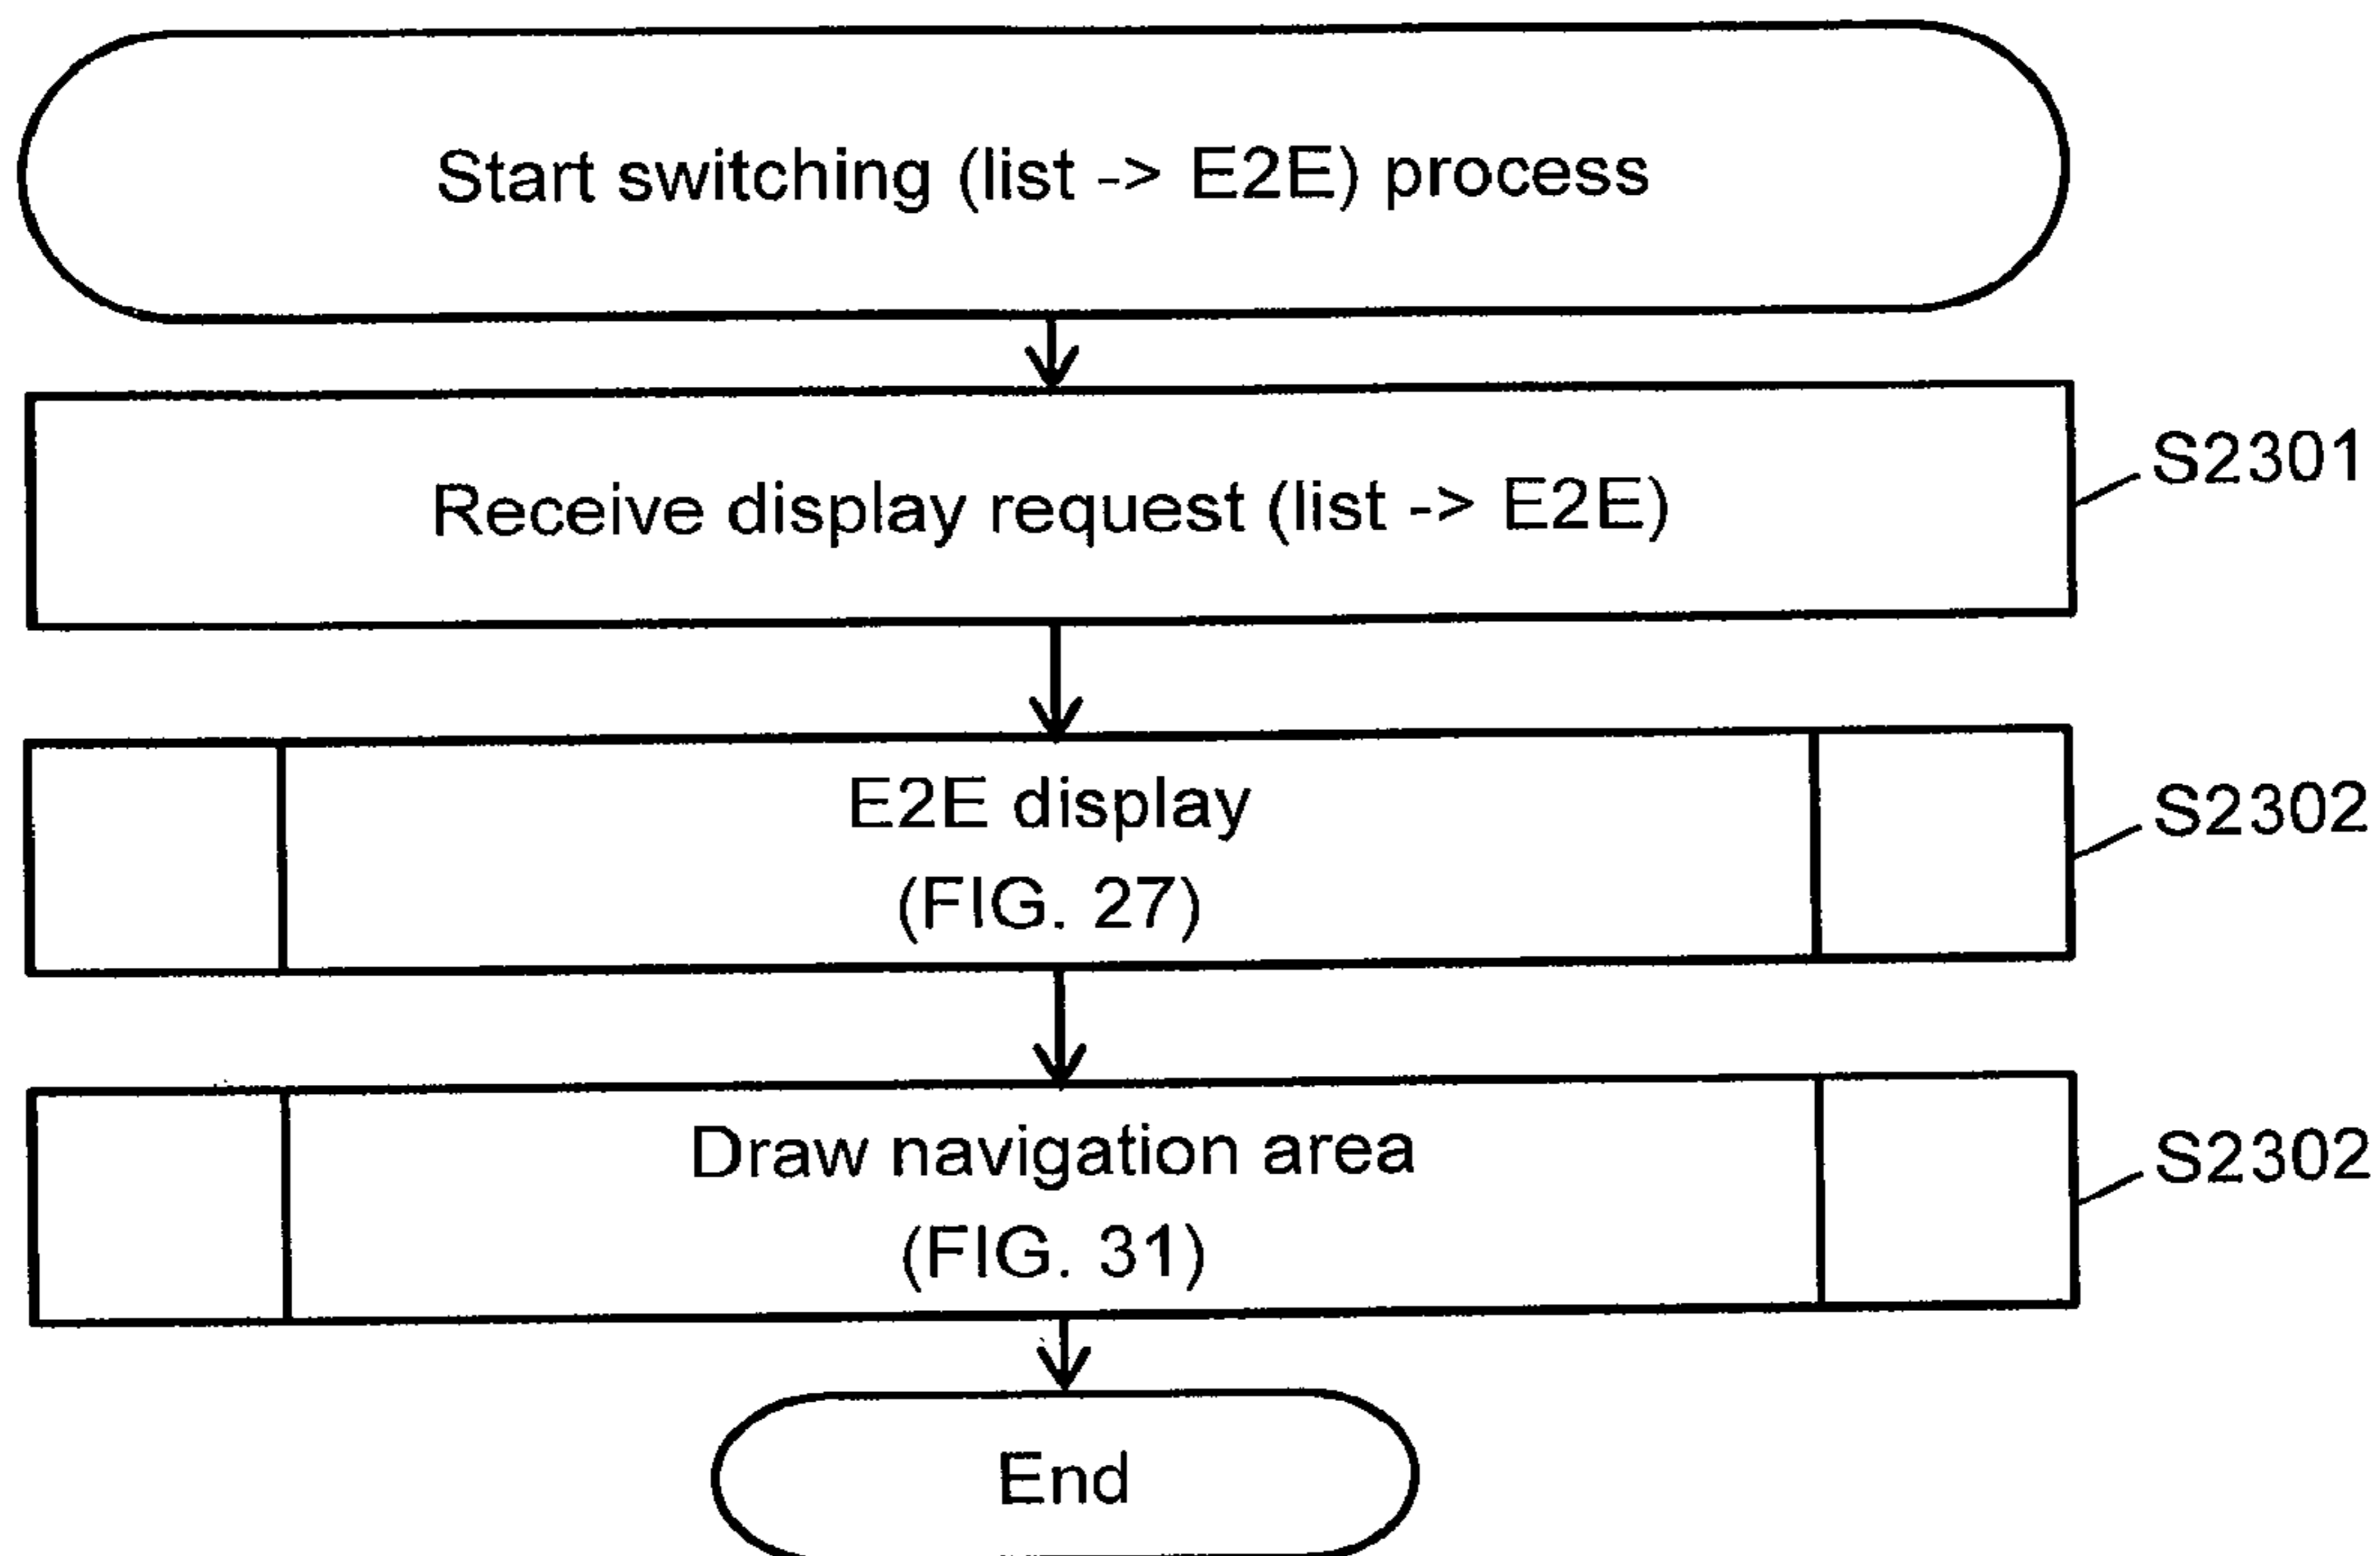 Start switching (list -> E2E) process
Receive display request (list -> E2E)
S2301
E2E display
(FIG. 27)
S2302
Draw navigation area
(FIG. 31)
S2302
End